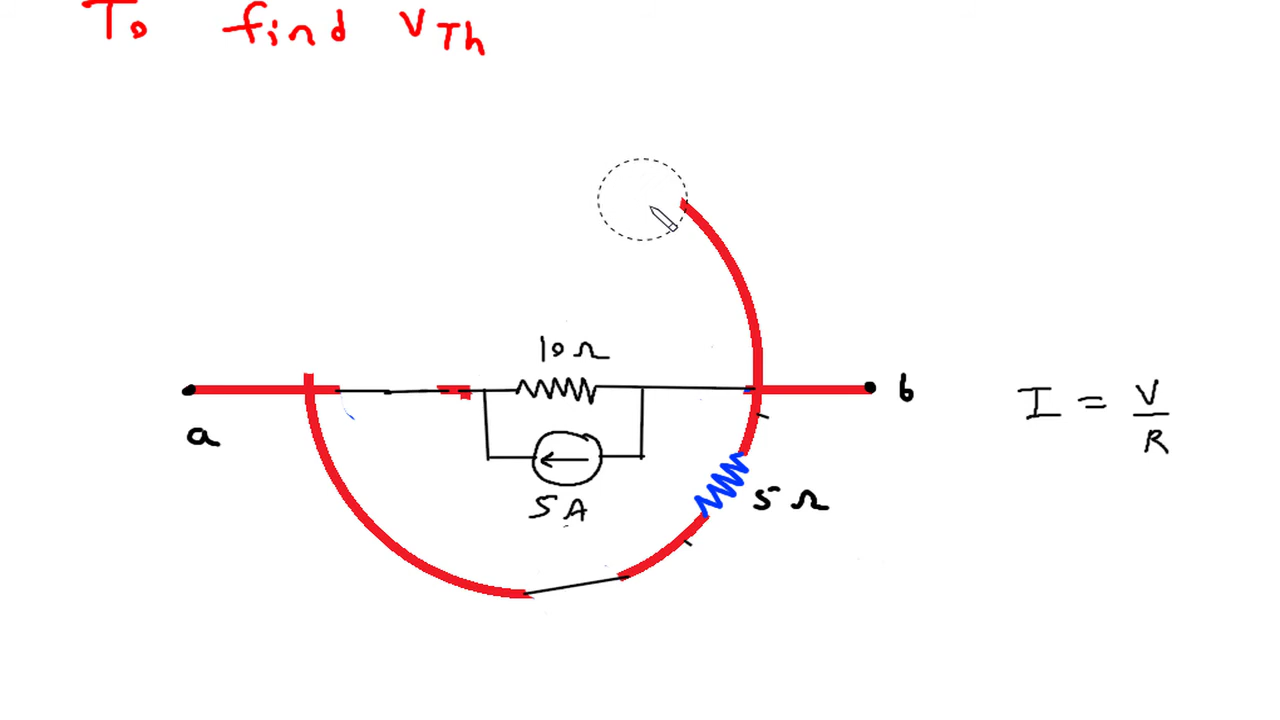 To find VTh
10Ω
a
b
I = V/R
5A
5Ω